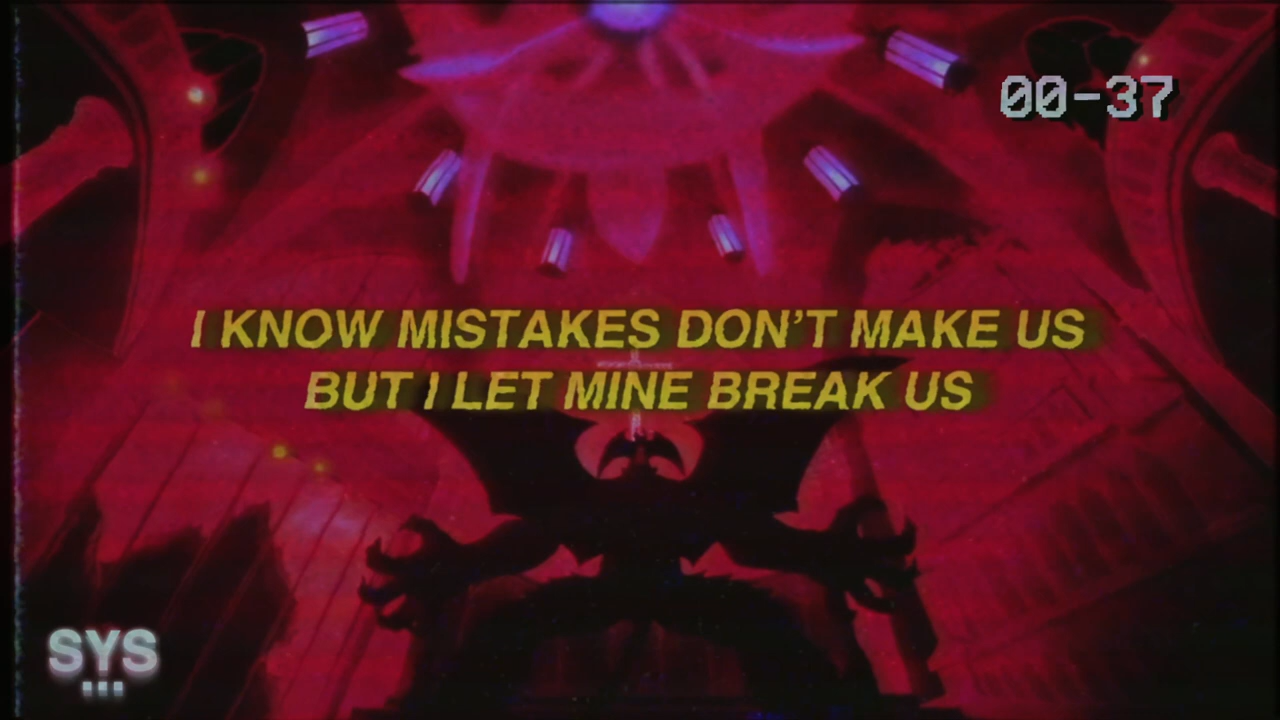 00-37
I KNOW MISTAKES DON'T MAKE US
BUT I LET MINE BREAK US
SYS